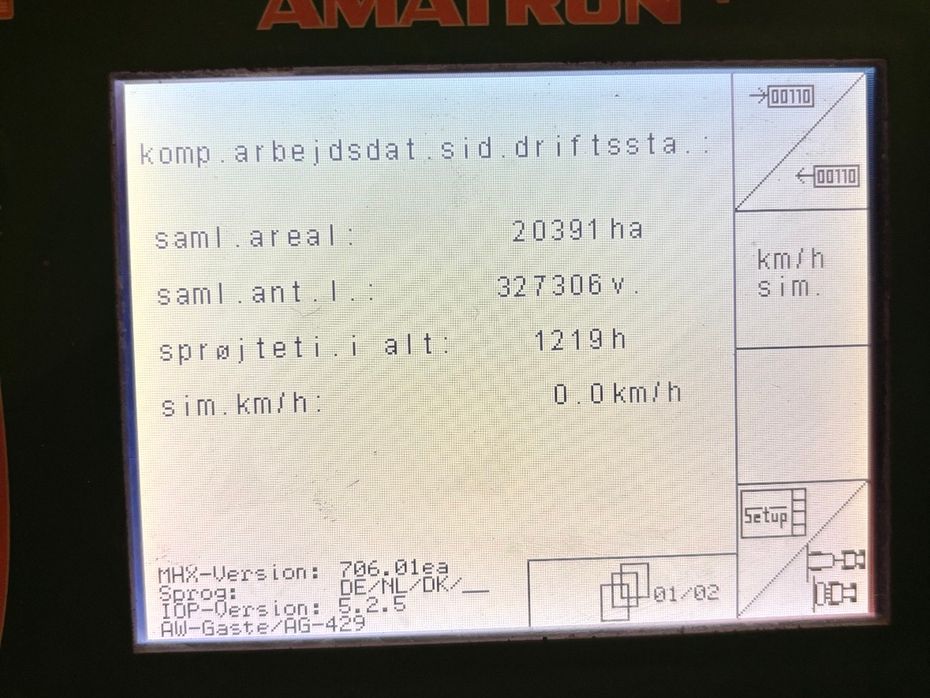 AMATRON
komp.arbejdsdat.sid.driftssta.:
saml.areal: 20391 ha
saml.ant.l.: 327306 v.
sprøjteti.i alt: 1219 h
sim.km/h: 0.0 km/h
MHX-Version: 706.01ea
Sprog: DE/NL/DK/__
IOP-Version: 5.2.5
AW-Gaste/AG-429
01/02
00110
00110
km/h
sim.
Setup